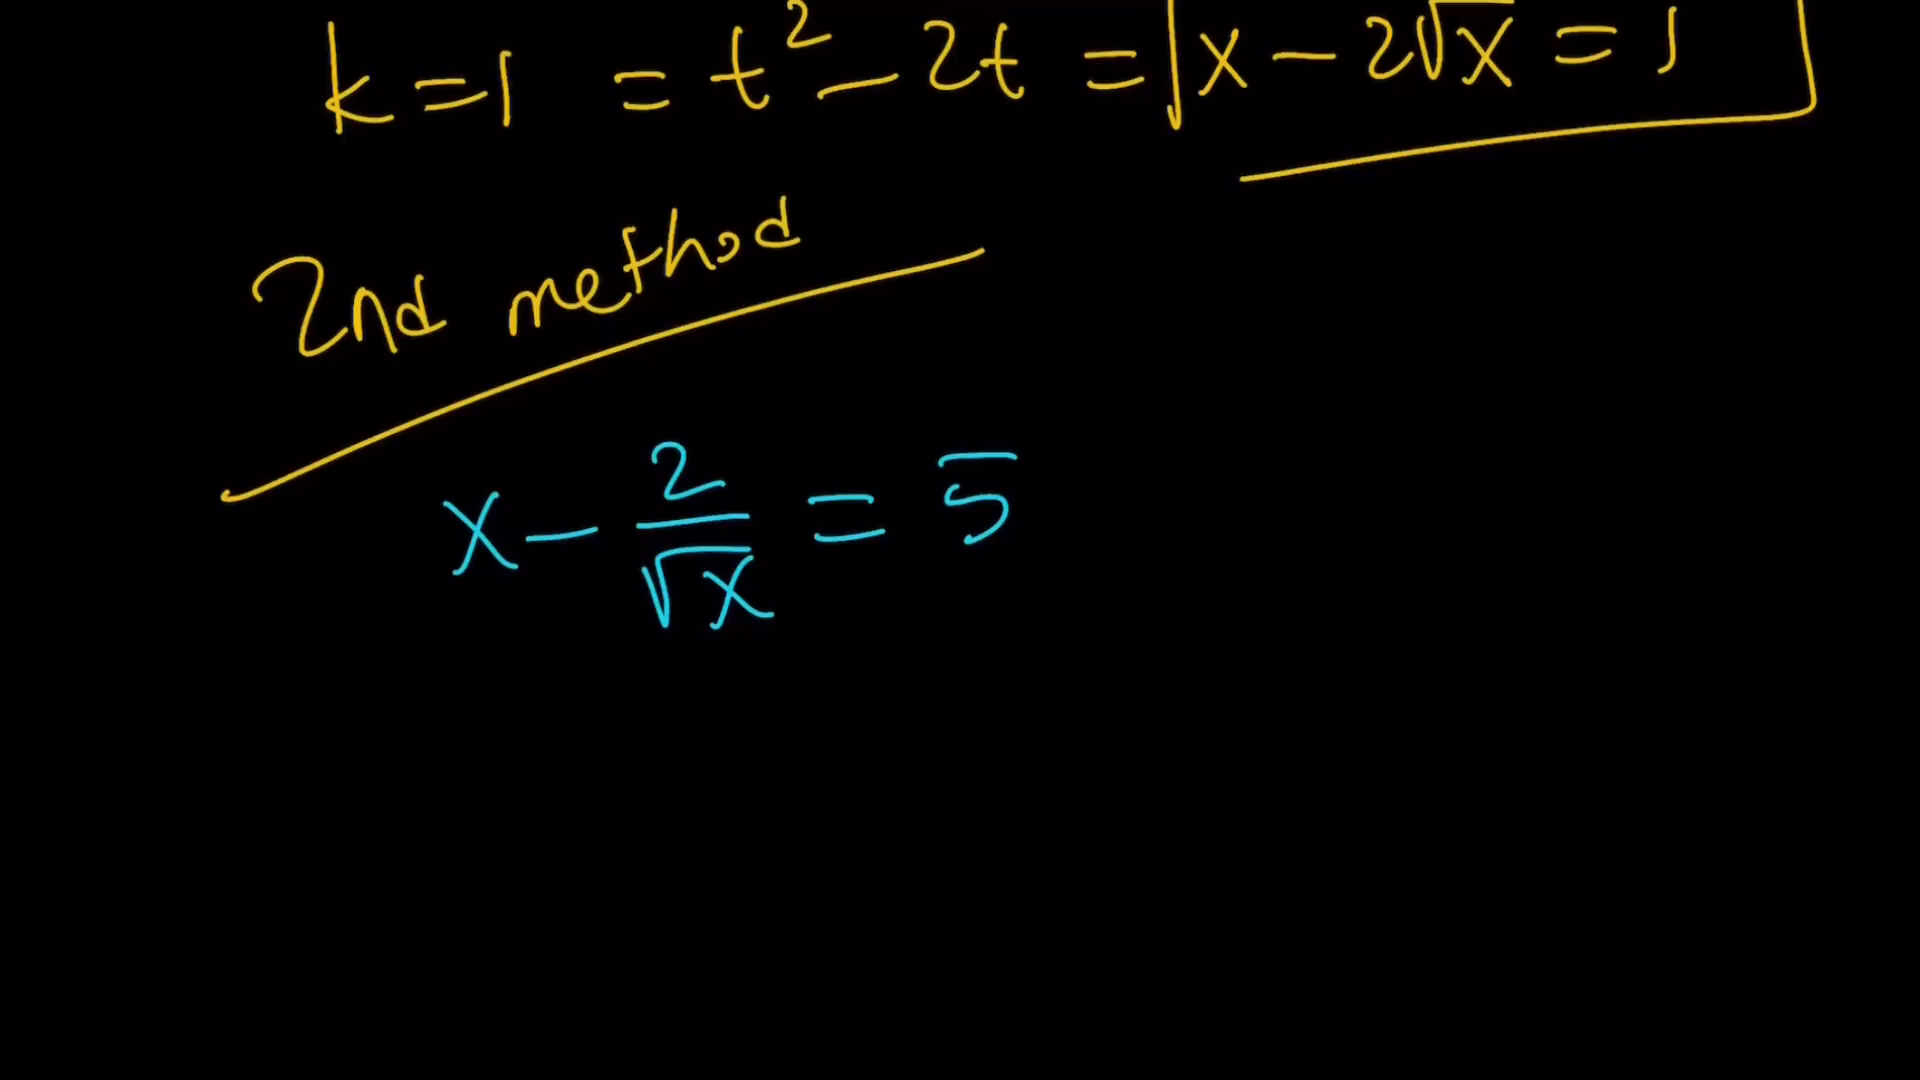 k=1 = t² - 2t = x - 2√x = 1
2nd method
x - 2/√x = 5